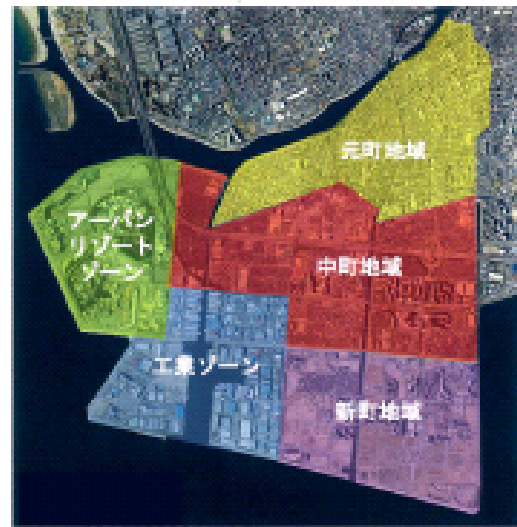 元町地域
アーバン
リゾート
ゾーン
中町地域
工業ゾーン
新町地域